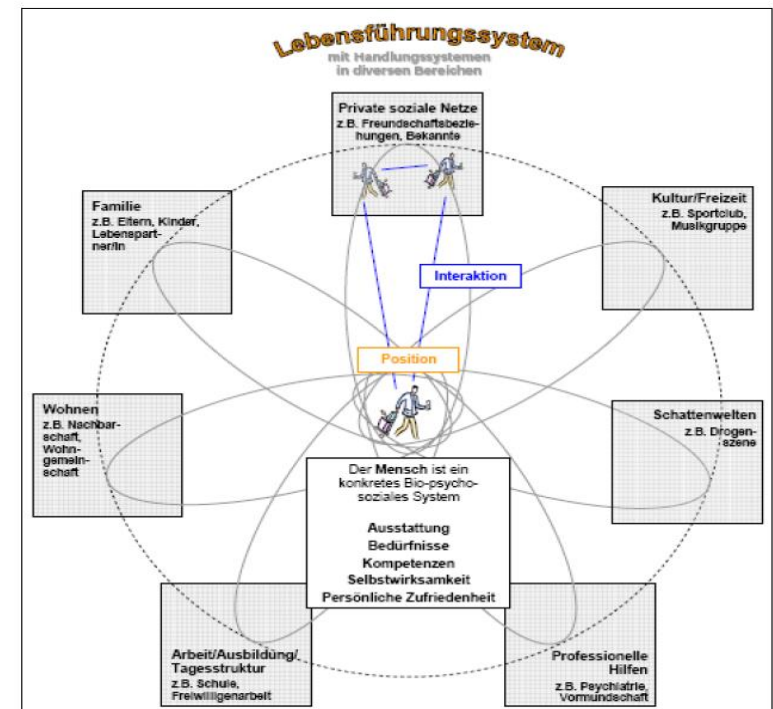 Lebensführungssystem
mit Handlungssystemen
in diversen Bereichen
Private soziale Netze
z.B. Freundschaftsbezie-
hungen, Bekannte
Familie
z.B. Eltern, Kinder,
Lebenspart-
ner/in
Kultur/Freizeit
z.B. Sportclub,
Musikgruppe
Interaktion
Position
Wohnen
z.B. Nachbar-
schaft,
Wohn-
gemein-
schaft
Schattenwelten
z.B. Drogen-
szene
Der Mensch ist ein
konkretes Bio-psycho-
soziales System
Ausstattung
Bedürfnisse
Kompetenzen
Selbstwirksamkeit
Persönliche Zufriedenheit
Arbeit/Ausbildung/
Tagesstruktur
z.B. Schule,
Freiwilligenarbeit
Professionelle
Hilfen
z.B. Psychiatrie,
Vormundschaft